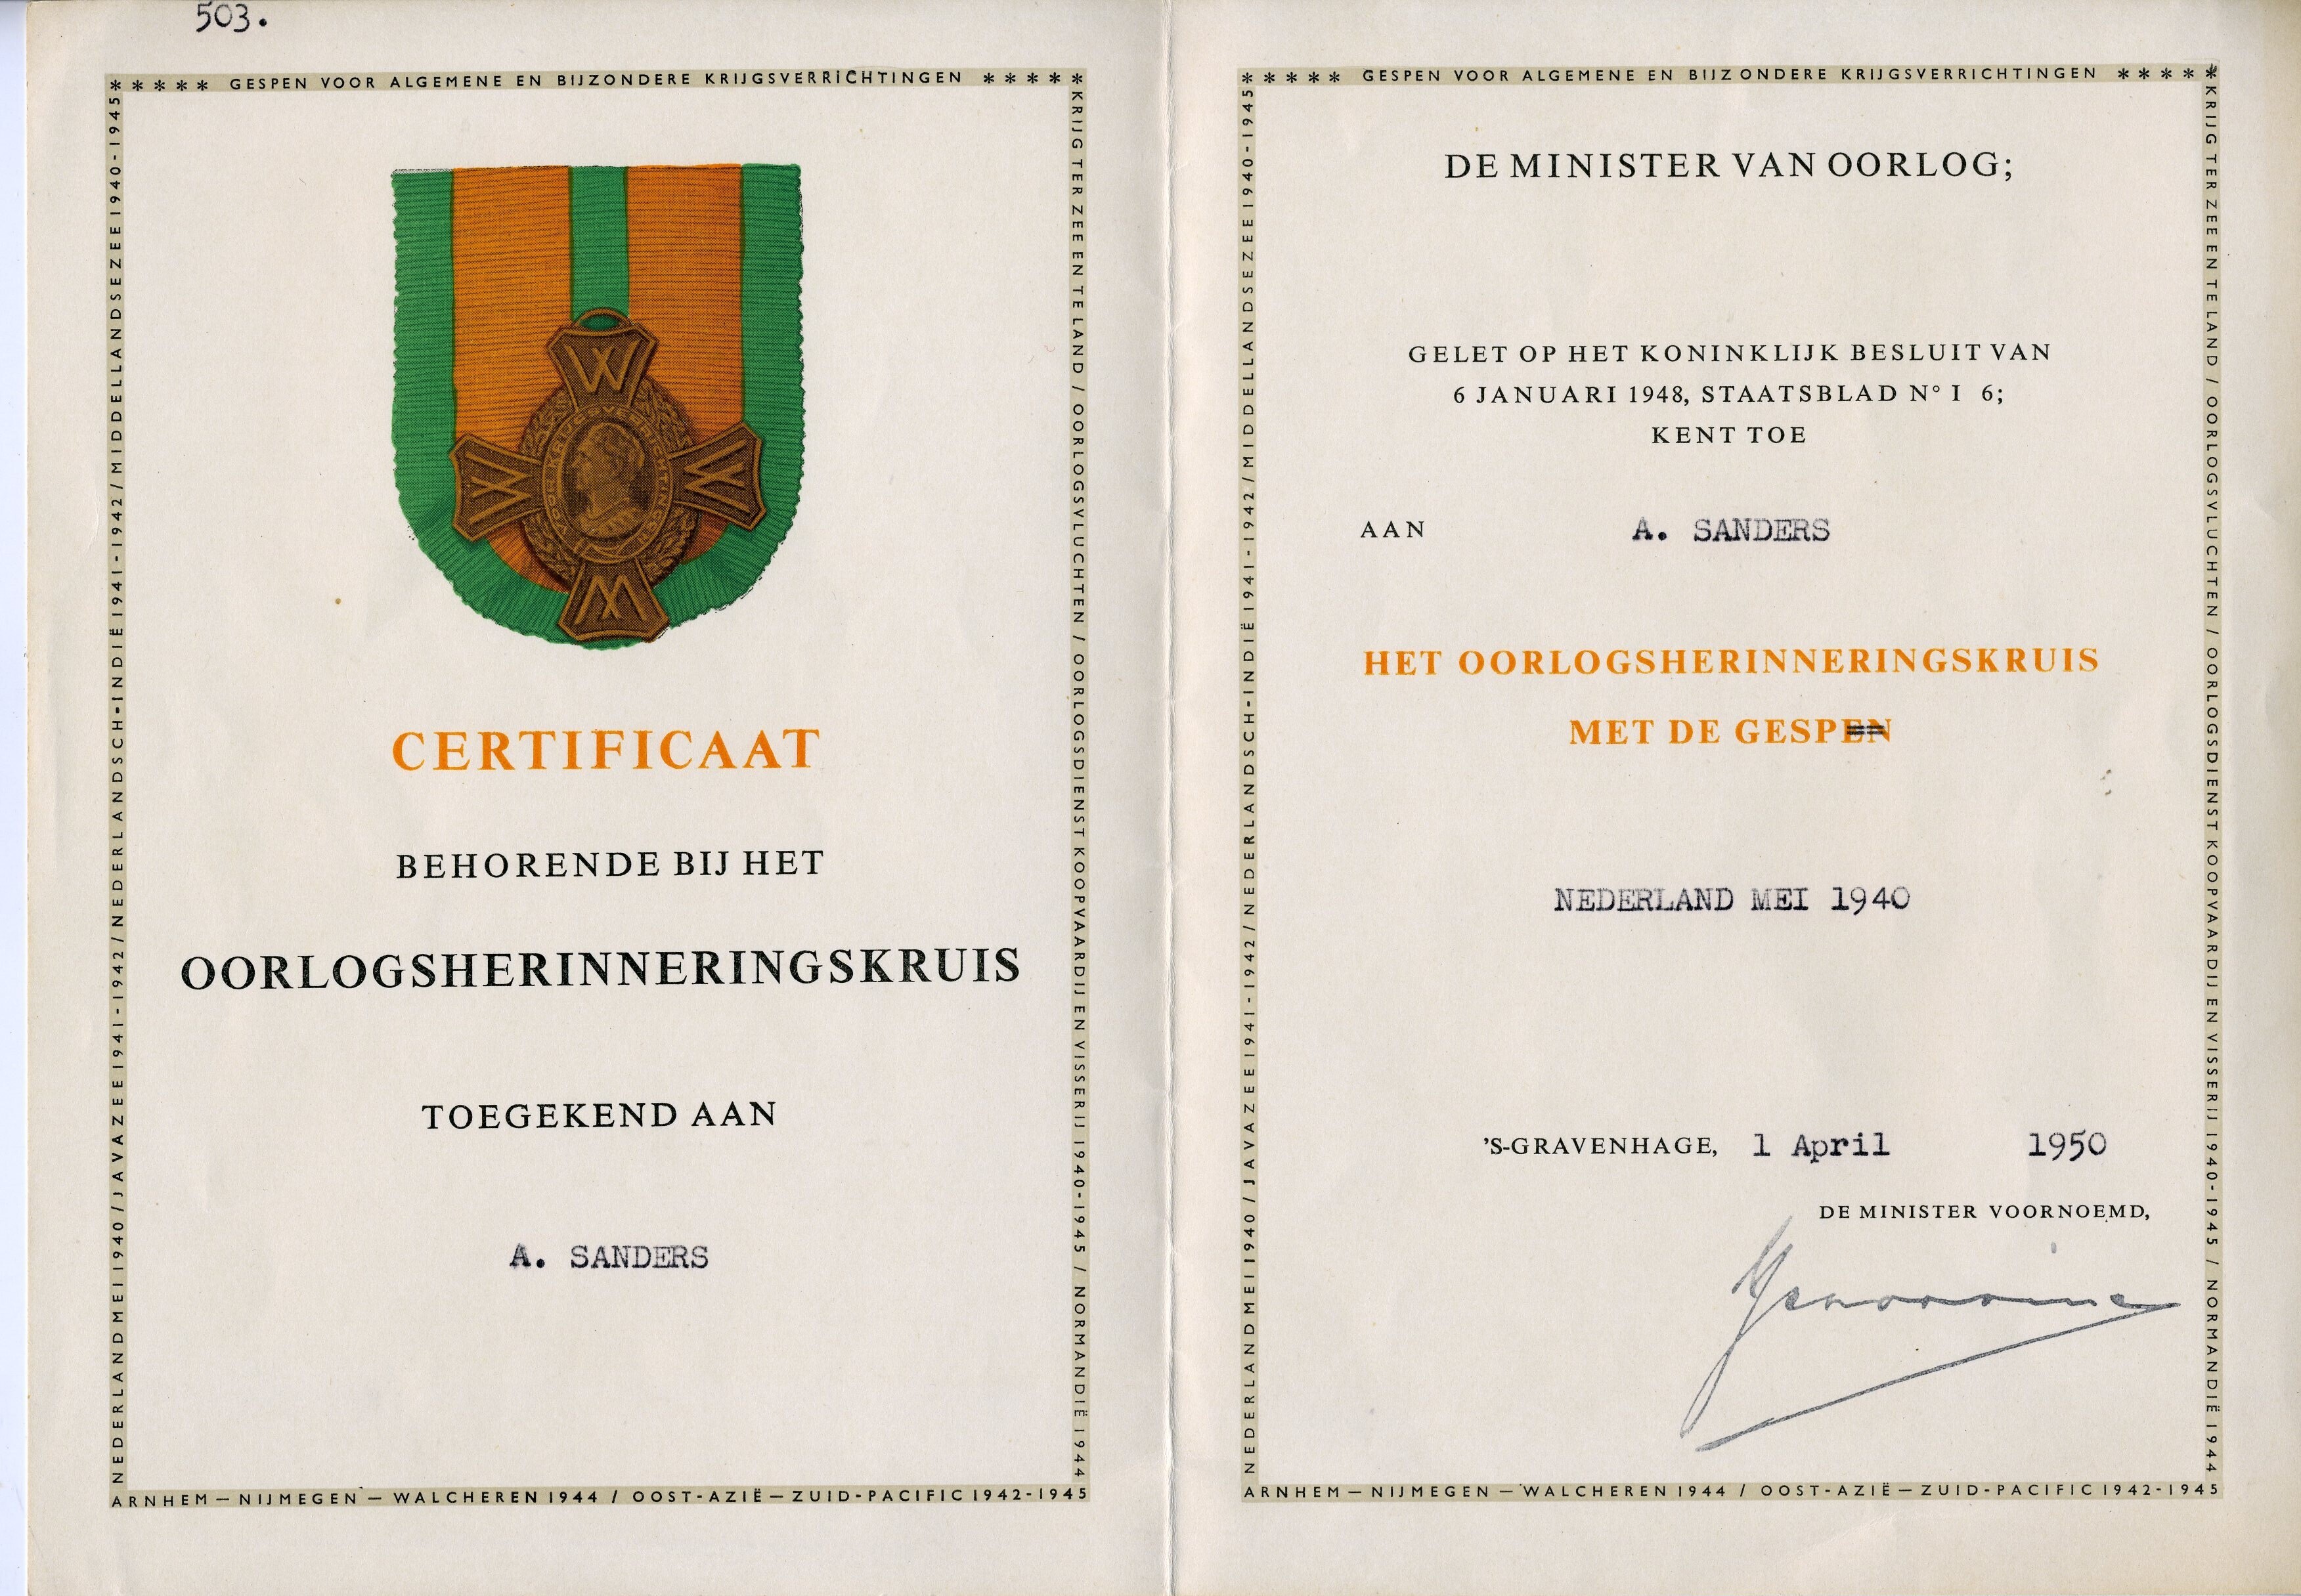 503.
***** GESPEN VOOR ALGEMENE EN BIJZONDERE KRIJGSVERRICHTINGEN *****
KRIJG TER ZEE EN TE LAND / OORLOGSVLUCHTEN / OORLOGSDIENST KOOPVAARDIJ EN VISSERIJ 1940-1945 / NORMANDIË 1944
ARNHEM — NIJMEGEN — WALCHEREN 1944 / OOST-AZIË — ZUID-PACIFIC 1942-1945
NEDERLAND MEI 1940 / JAVAZEE 1941-1942 / NEDERLANDSCH-INDIË 1941-1942 / MIDDELLANDSE ZEE 1940-1945
W
W
W
W
VOOR KRIJGSVERRICHTINGEN
CERTIFICAAT
BEHORENDE BIJ HET
OORLOGSHERINNERINGSKRUIS
TOEGEKEND AAN
A. SANDERS
***** GESPEN VOOR ALGEMENE EN BIJZONDERE KRIJGSVERRICHTINGEN *****
KRIJG TER ZEE EN TE LAND / OORLOGSVLUCHTEN / OORLOGSDIENST KOOPVAARDIJ EN VISSERIJ 1940-1945 / NORMANDIË 1944
ARNHEM — NIJMEGEN — WALCHEREN 1944 / OOST-AZIË — ZUID-PACIFIC 1942-1945
NEDERLAND MEI 1940 / JAVAZEE 1941-1942 / NEDERLANDSCH-INDIË 1941-1942 / MIDDELLANDSE ZEE 1940-1945
DE MINISTER VAN OORLOG;
GELET OP HET KONINKLIJK BESLUIT VAN
6 JANUARI 1948, STAATSBLAD N° I 6;
KENT TOE
AAN A. SANDERS
HET OORLOGSHERINNERINGSKRUIS
MET DE GESPEN
NEDERLAND MEI 1940
'S-GRAVENHAGE, 1 April 1950
DE MINISTER VOORNOEMD,